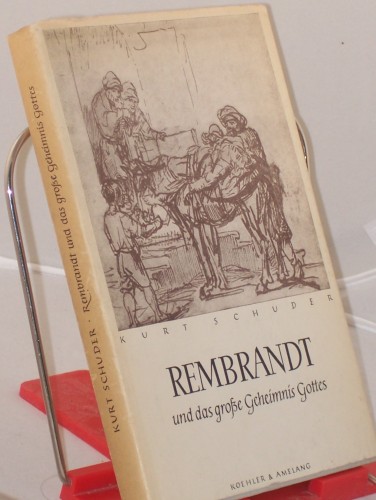 KURT SCHUDER · Rembrandt und das große Geheimnis Gottes
KURT SCHUDER
REMBRANDT
und das große Geheimnis Gottes
KOEHLER & AMELANG